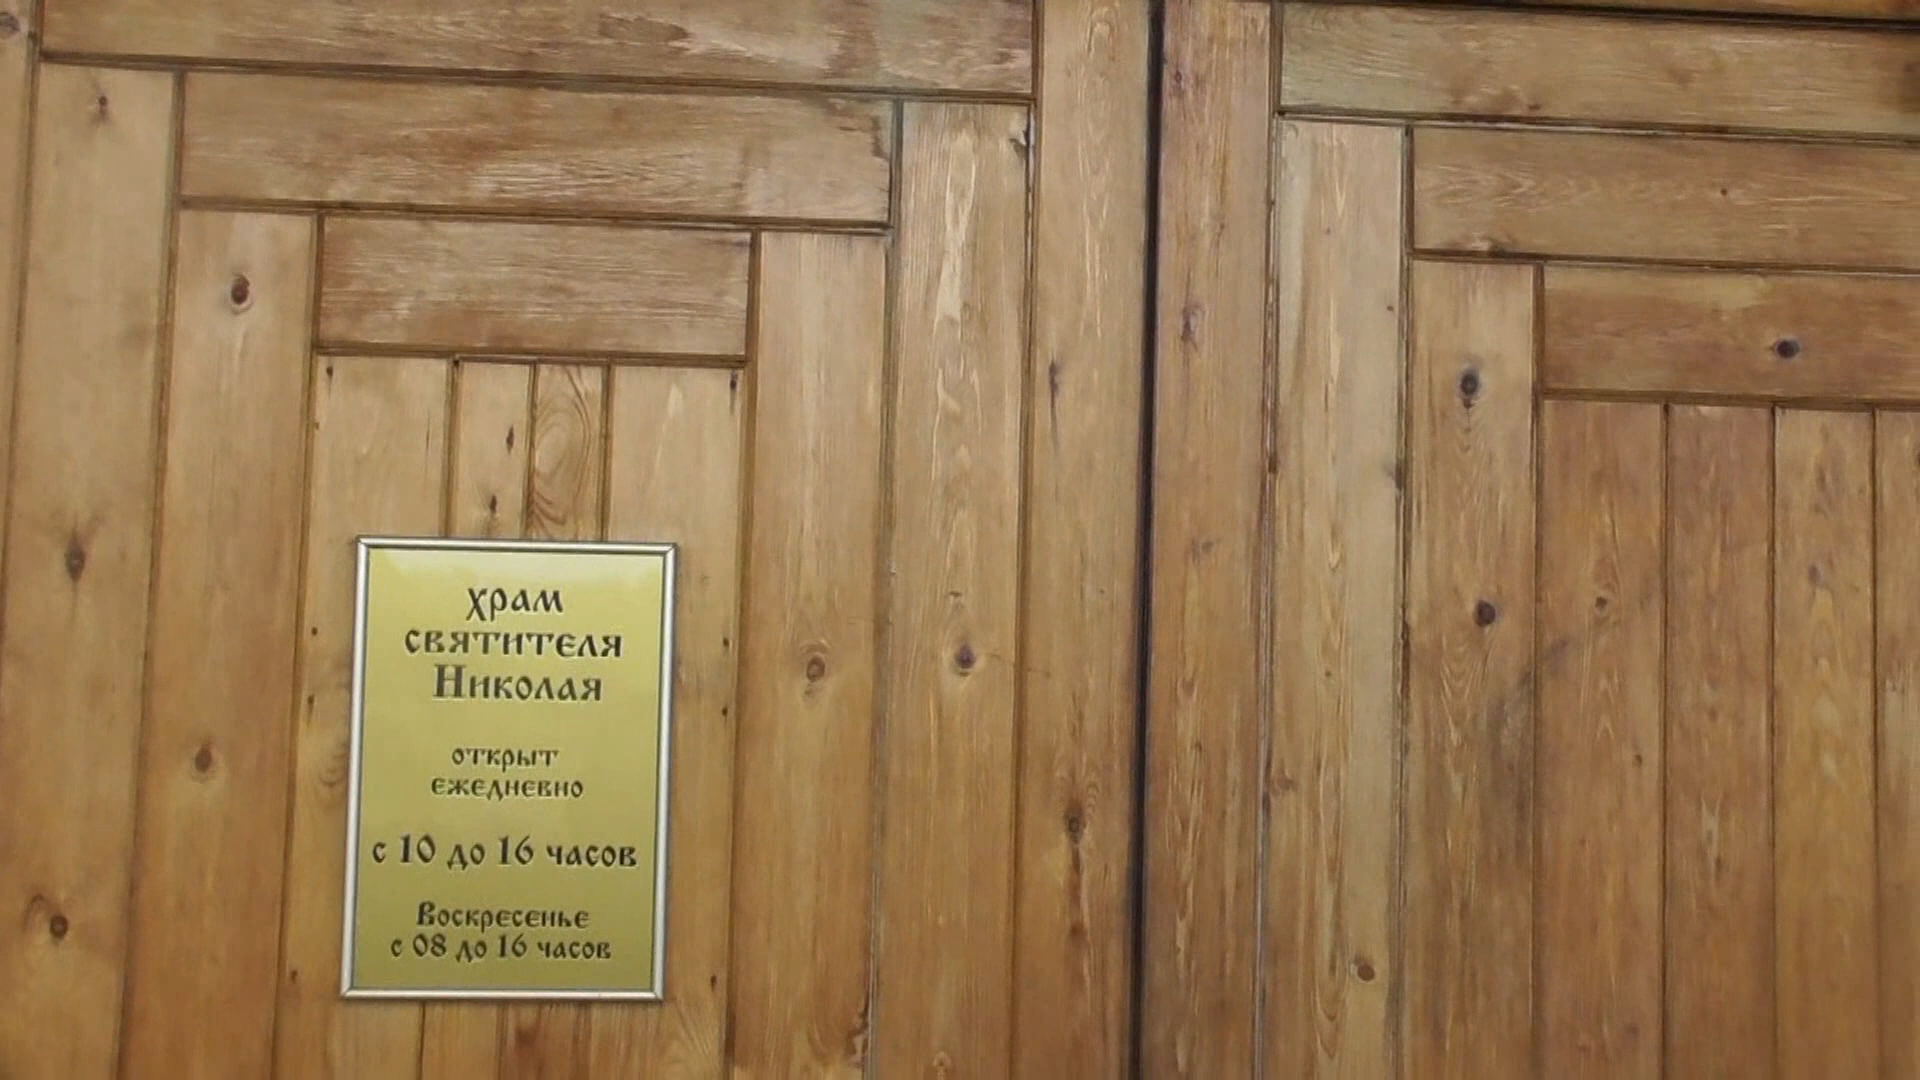 храм
святителя
Николая
открыт
ежедневно
с 10 до 16 часов
Воскресенье
с 08 до 16 часов